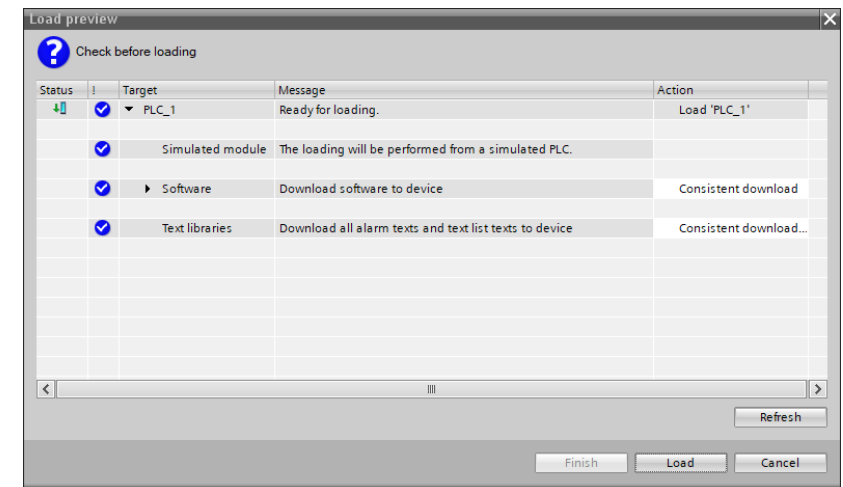 Load preview
?
Check before loading
Status ! Target Message Action
PLC_1 Ready for loading. Load 'PLC_1'
Simulated module The loading will be performed from a simulated PLC.
Software Download software to device Consistent download
Text libraries Download all alarm texts and text list texts to device Consistent download...
Refresh
Finish Load Cancel